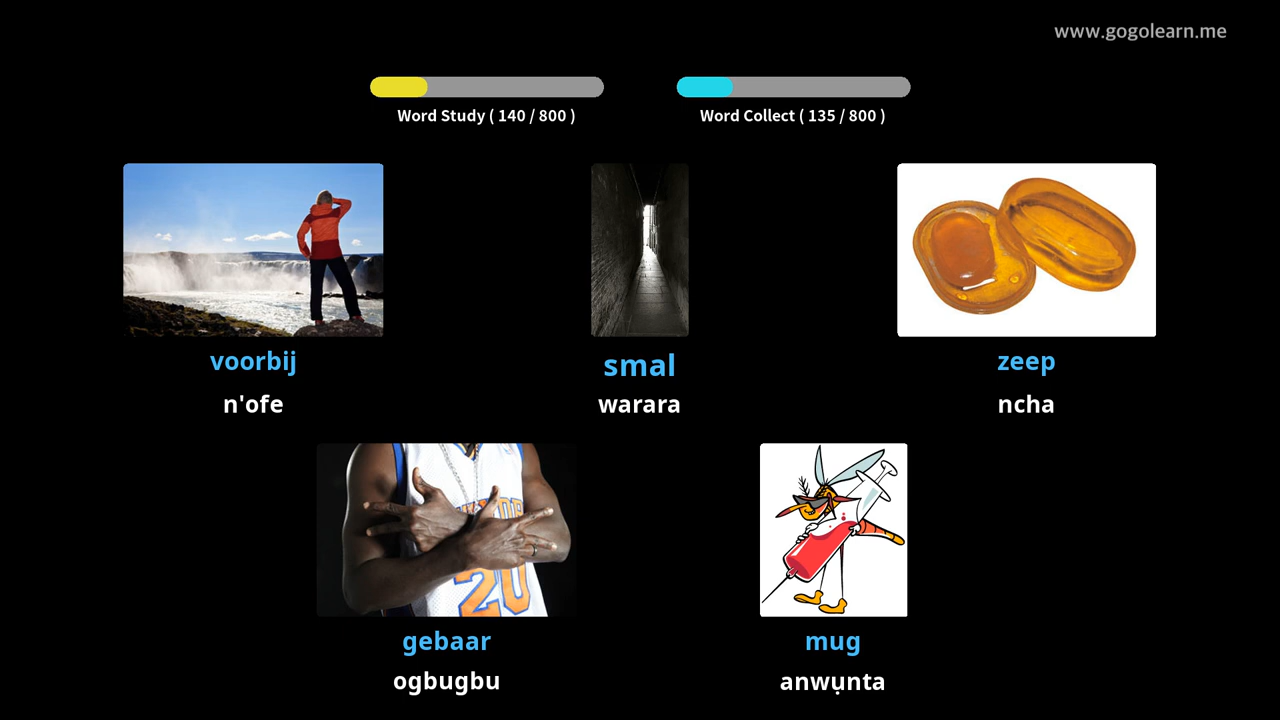 www.gogolearn.me
Word Study ( 140 / 800 )
Word Collect ( 135 / 800 )
voorbij
n'ofe
smal
warara
zeep
ncha
20
gebaar
ogbugbu
mug
anwụnta